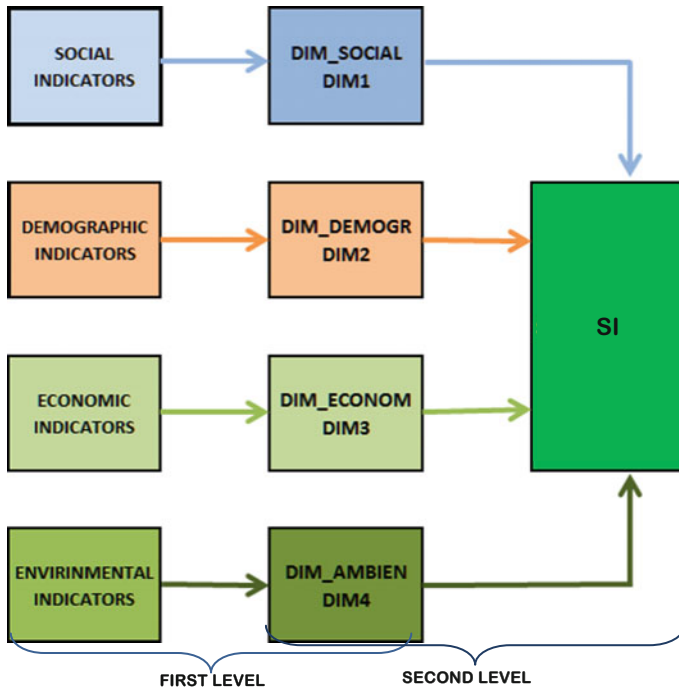 SOCIAL
INDICATORS
DIM_SOCIAL
DIM1
DEMOGRAPHIC
INDICATORS
DIM_DEMOGR
DIM2
SI
ECONOMIC
INDICATORS
DIM_ECONOM
DIM3
ENVIRINMENTAL
INDICATORS
DIM_AMBIEN
DIM4
FIRST LEVEL
SECOND LEVEL